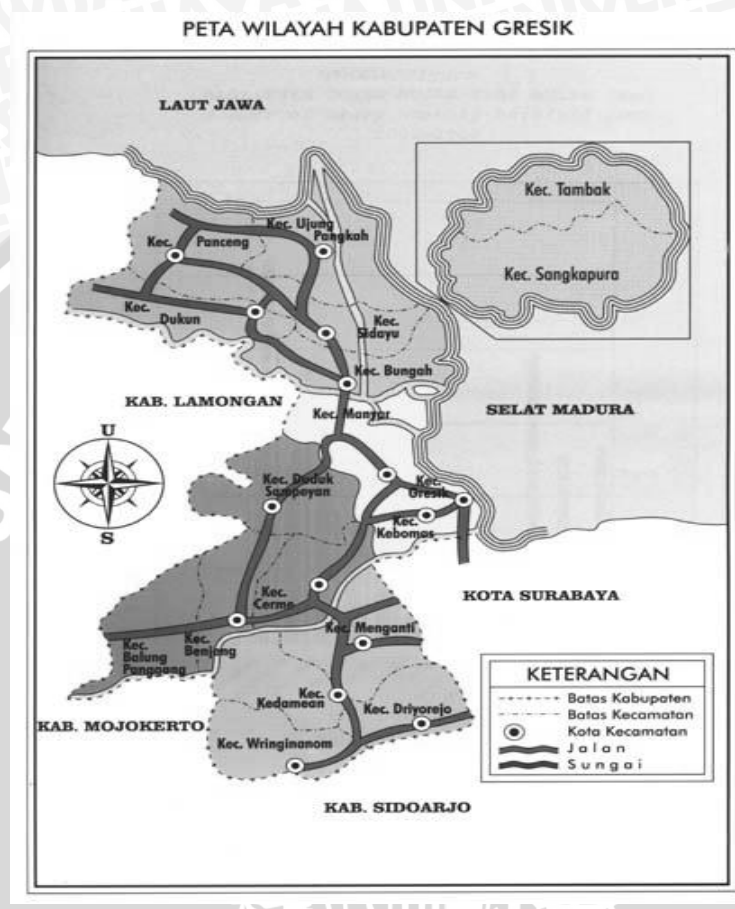 PETA WILAYAH KABUPATEN GRESIK
LAUT JAWA
Kec. Tambak
Kec. Sangkapura
Kec. Ujung
Pangkah
Kec. Panceng
Kec.
Dukun
Kec.
Sidayu
Kec. Bungah
KAB. LAMONGAN
Kec. Manyar
SELAT MADURA
U
S
Kec. Duduk
Sampeyan
Kec.
Gresik
Kec.
Kebomas
KOTA SURABAYA
Kec.
Cerme
Kec. Menganti
Kec.
Balung
Panggang
Kec.
Benjeng
Kec.
Kedamean
Kec. Driyorejo
KAB. MOJOKERTO
Kec. Wringinanom
KAB. SIDOARJO
KETERANGAN
Batas Kabupaten
Batas Kecamatan
Kota Kecamatan
Jalan
Sungai